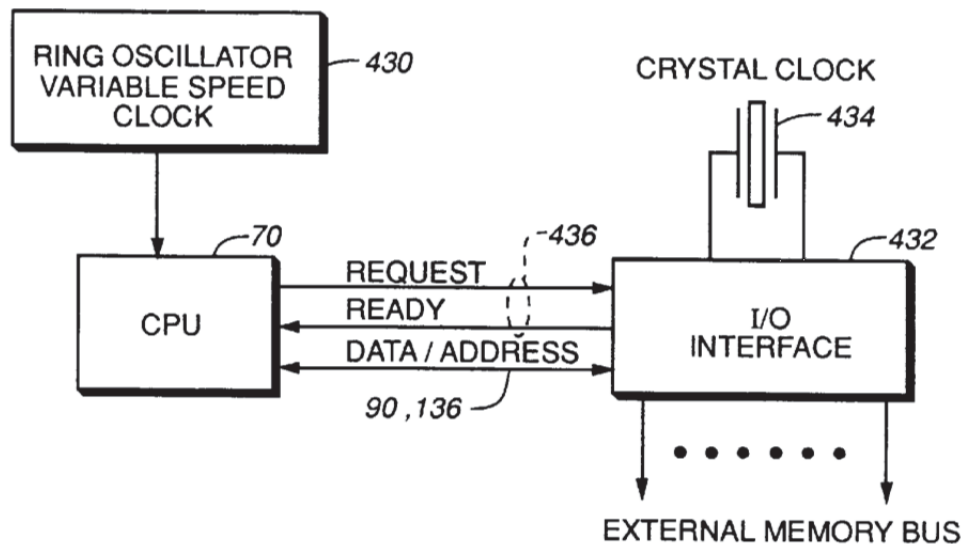 RING OSCILLATOR
VARIABLE SPEED
CLOCK
430
CRYSTAL CLOCK
434
70
CPU
436
REQUEST
READY
DATA / ADDRESS
90 ,136
432
I/O
INTERFACE
EXTERNAL MEMORY BUS